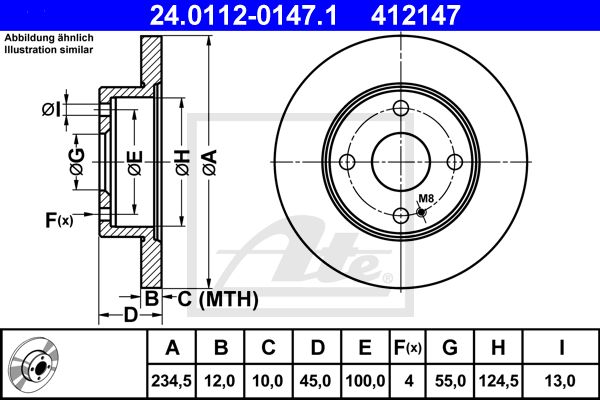 24.0112-0147.1 412147
Abbildung ähnlich
Illustration similar
ØI
ØG
ØE
ØH
ØA
F(x)
M8
B
C (MTH)
D
Ate
A B C D E F(x) G H I
234,5 12,0 10,0 45,0 100,0 4 55,0 124,5 13,0